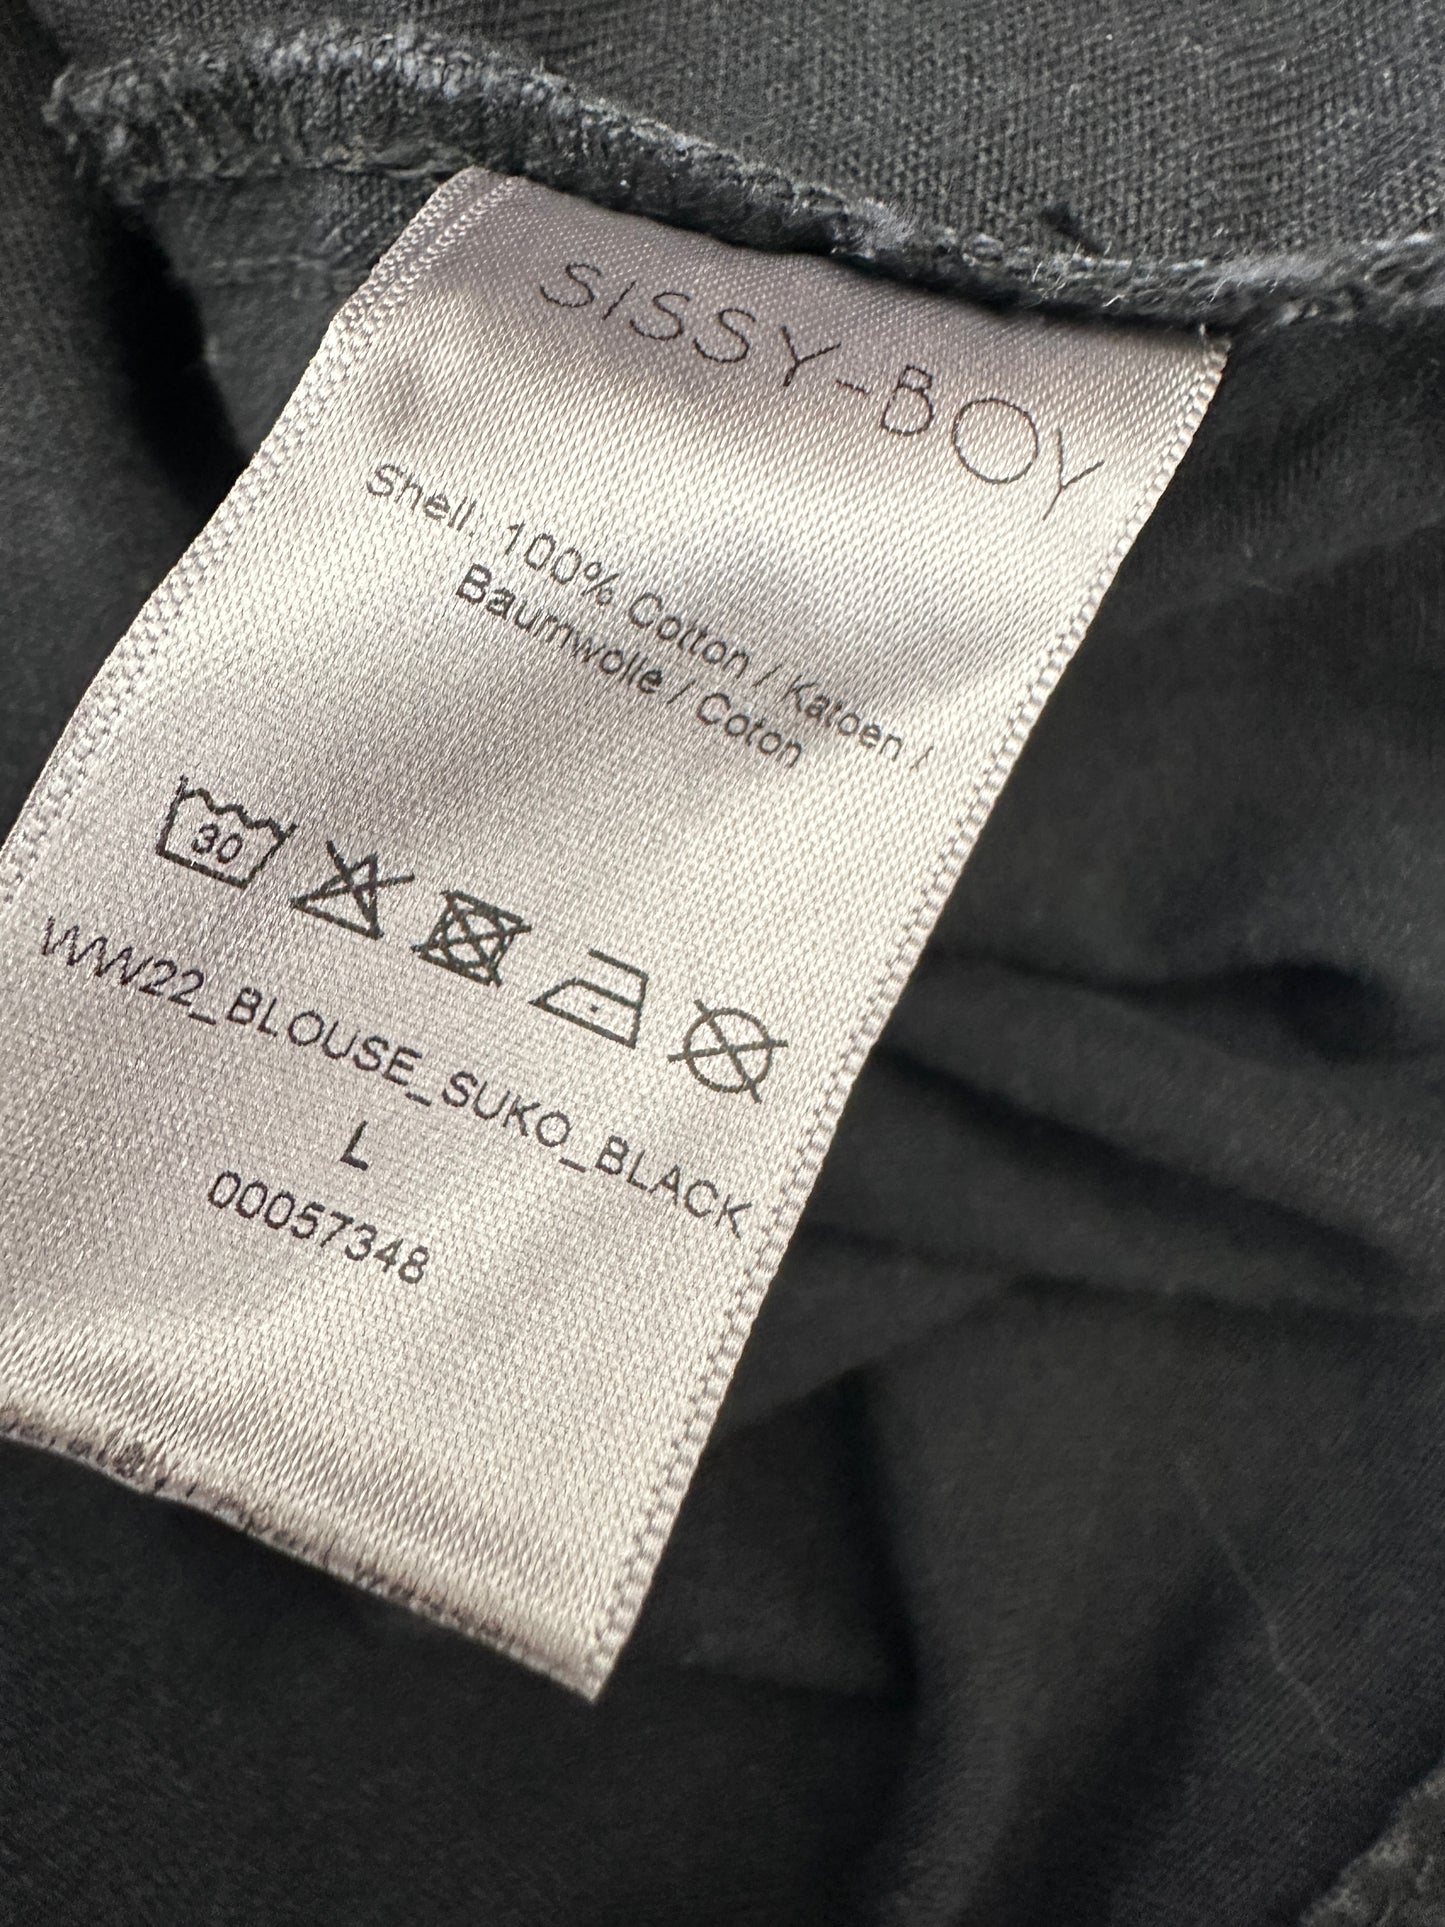 SISSY-BOY
Shell: 100% Cotton / Katoen /
Baumwolle / Coton
30
WW22_BLOUSE_SUKO_BLACK
L
00057348